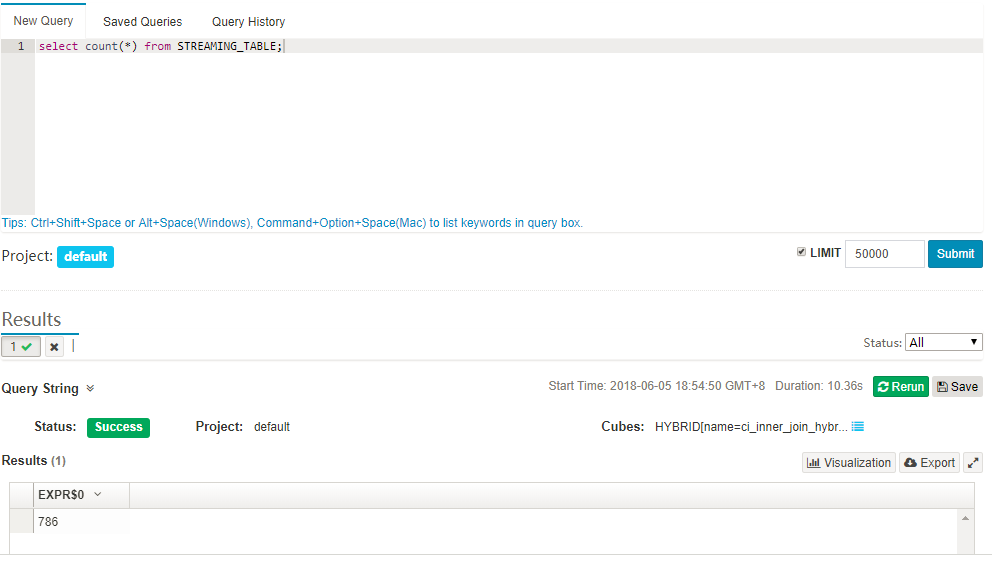 New Query Saved Queries Query History
1 select count(*) from STREAMING_TABLE;
Tips: Ctrl+Shift+Space or Alt+Space(Windows), Command+Option+Space(Mac) to list keywords in query box.
Project: default LIMIT 50000 Submit
Results
1 Status: All
Query String Start Time: 2018-06-05 18:54:50 GMT+8 Duration: 10.36s Rerun Save
Status: Success Project: default Cubes: HYBRID[name=ci_inner_join_hybr...
Results (1) Visualization Export
EXPR$0
786